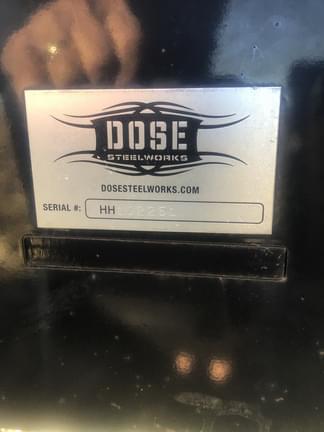 DOSE
STEELWORKS
DOSESTEELWORKS.COM
SERIAL #: HH